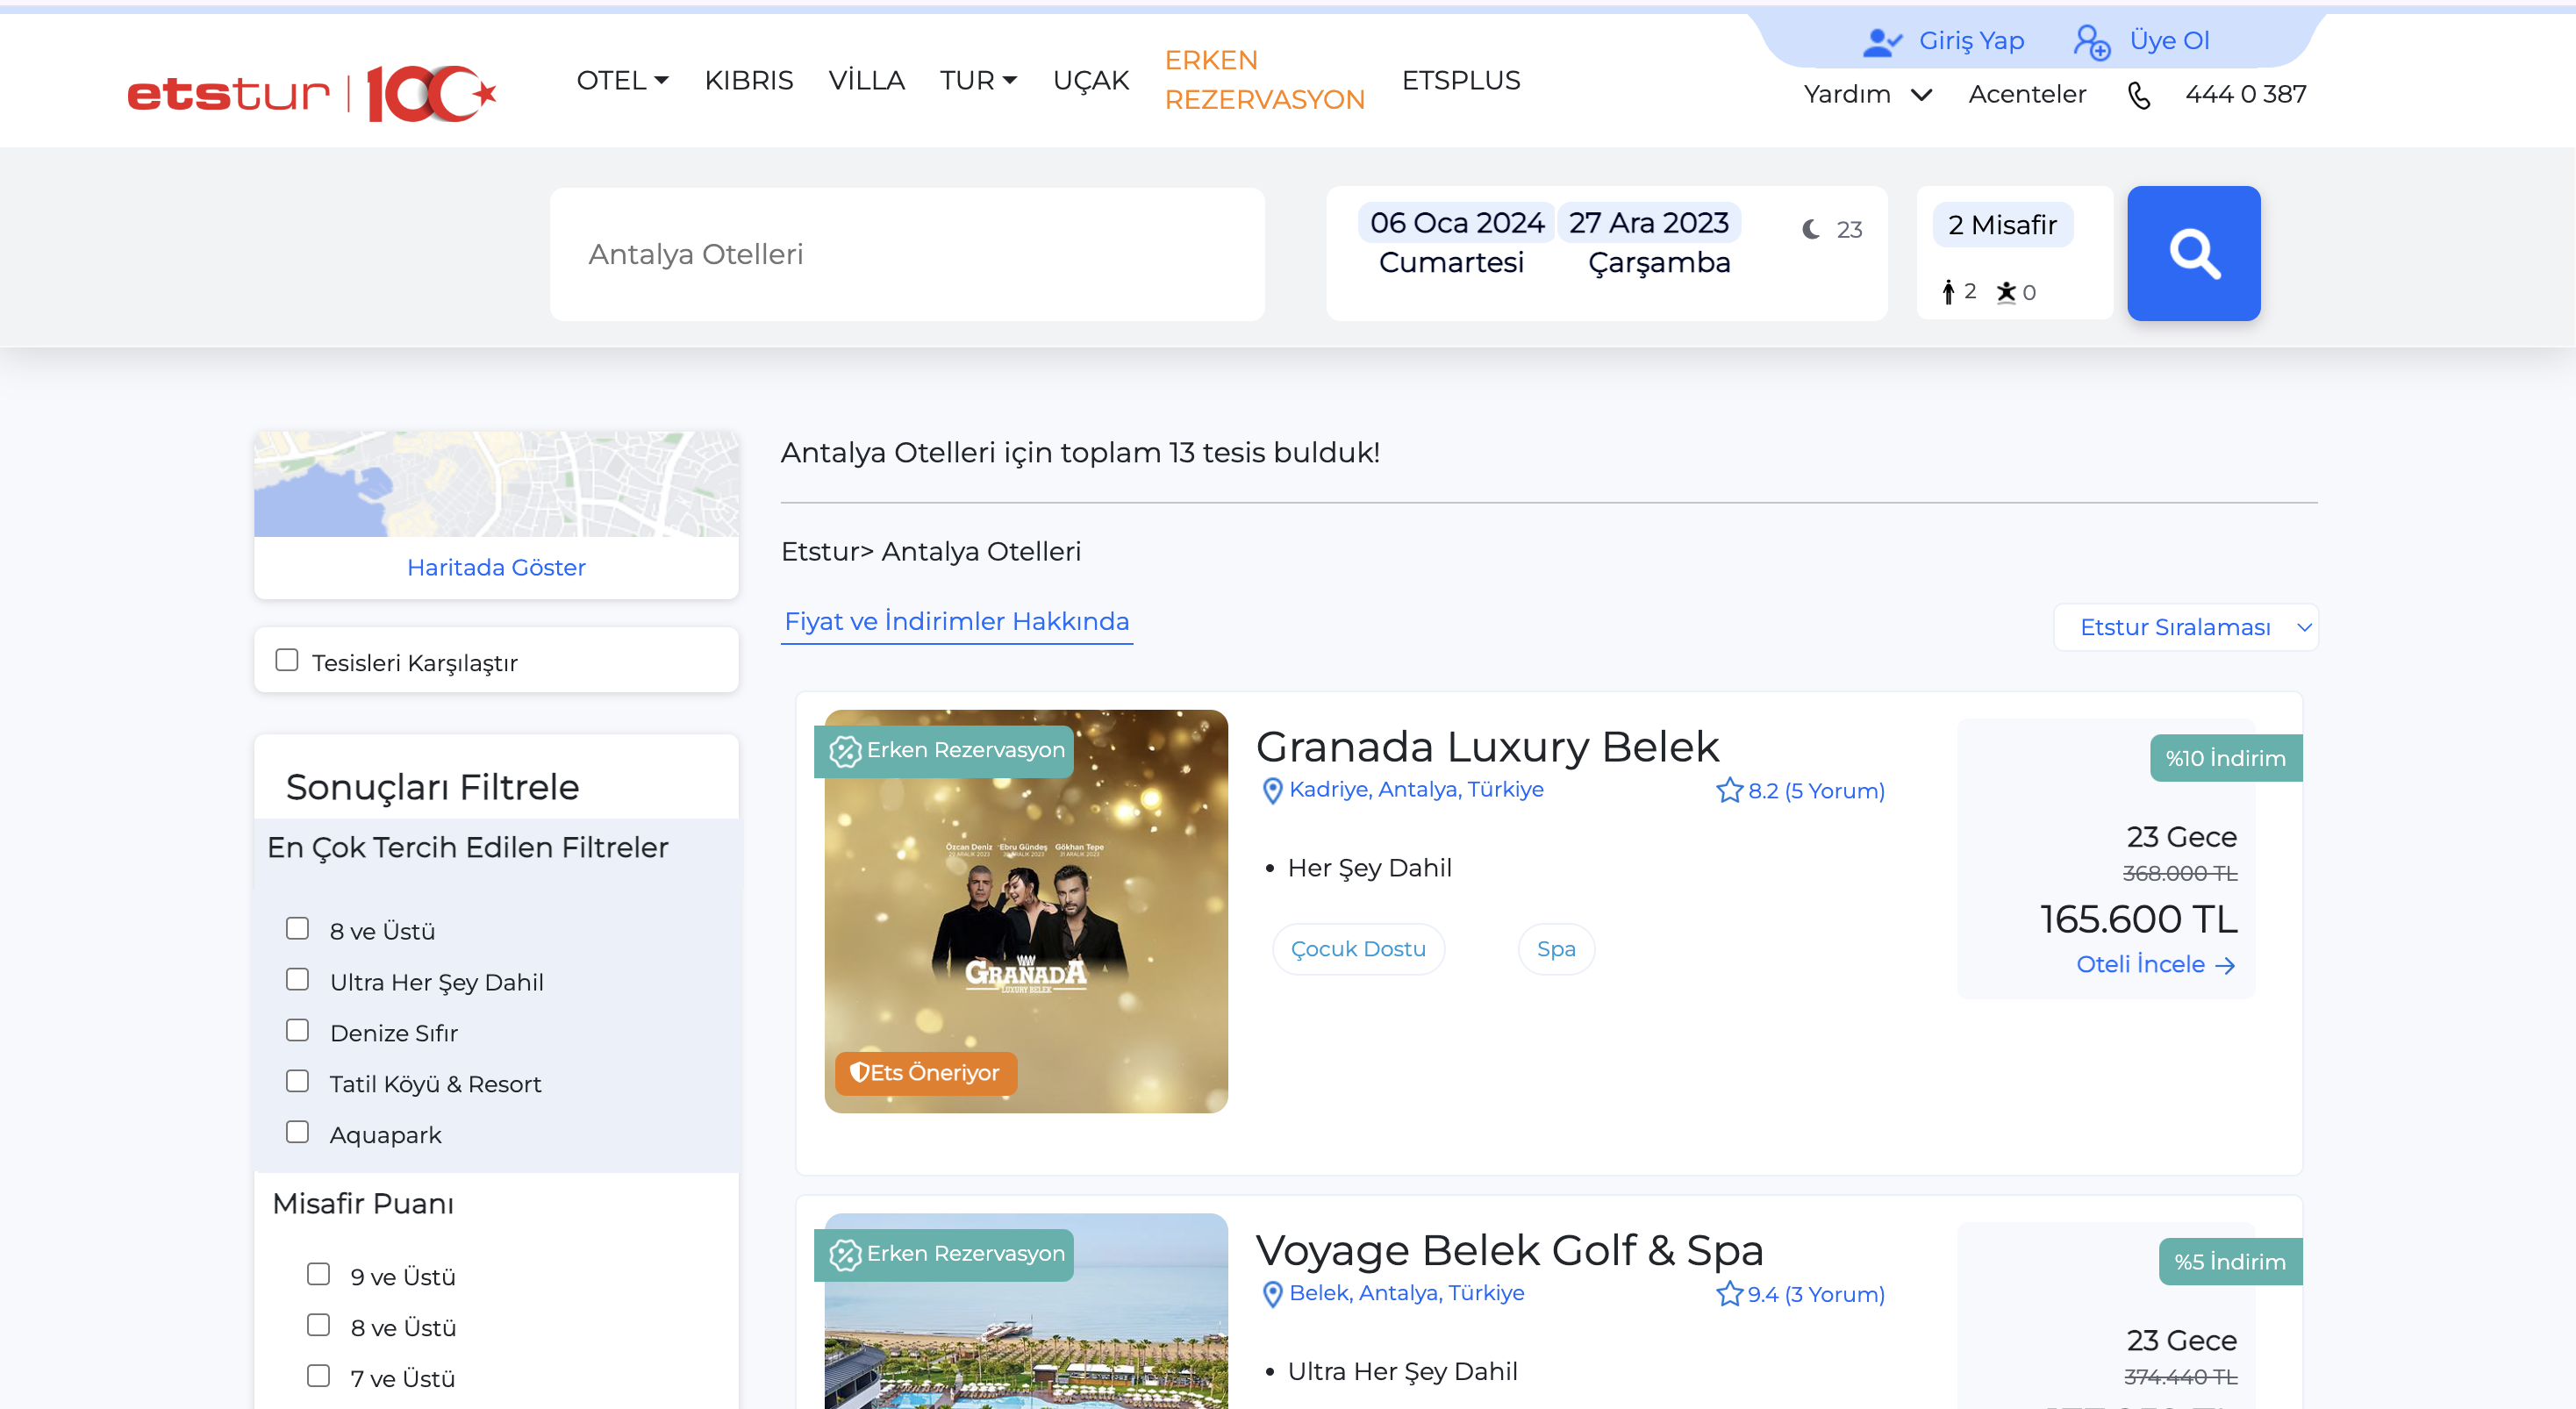 Giriş Yap
Üye Ol
etstur | 100
OTEL
KIBRIS
VİLLA
TUR
UÇAK
ERKEN
REZERVASYON
ETSPLUS
Yardım
Acenteler
444 0 387
Antalya Otelleri
06 Oca 2024
27 Ara 2023
23
Cumartesi
Çarşamba
2 Misafir
2
0
Antalya Otelleri için toplam 13 tesis bulduk!
Etstur> Antalya Otelleri
Fiyat ve İndirimler Hakkında
Etstur Sıralaması
Haritada Göster
Tesisleri Karşılaştır
Sonuçları Filtrele
En Çok Tercih Edilen Filtreler
8 ve Üstü
Ultra Her Şey Dahil
Denize Sıfır
Tatil Köyü & Resort
Aquapark
Misafir Puanı
9 ve Üstü
8 ve Üstü
7 ve Üstü
Erken Rezervasyon
Özcan Deniz
Ebru Gündeş
Gökhan Tepe
GRANADA
LUXURY BELEK
Ets Öneriyor
Granada Luxury Belek
Kadriye, Antalya, Türkiye
8.2 (5 Yorum)
Her Şey Dahil
Çocuk Dostu
Spa
%10 İndirim
23 Gece
368.000 TL
165.600 TL
Oteli İncele
Erken Rezervasyon
Voyage Belek Golf & Spa
Belek, Antalya, Türkiye
9.4 (3 Yorum)
Ultra Her Şey Dahil
%5 İndirim
23 Gece
374.440 TL